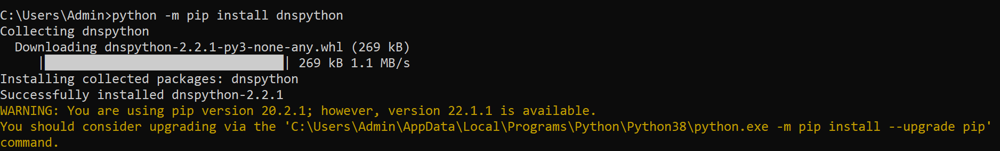 C:\Users\Admin>python -m pip install dnspython
Collecting dnspython
  Downloading dnspython-2.2.1-py3-none-any.whl (269 kB)
     |████████████████████████████████| 269 kB 1.1 MB/s
Installing collected packages: dnspython
Successfully installed dnspython-2.2.1
WARNING: You are using pip version 20.2.1; however, version 22.1.1 is available.
You should consider upgrading via the 'C:\Users\Admin\AppData\Local\Programs\Python\Python38\python.exe -m pip install --upgrade pip'
command.